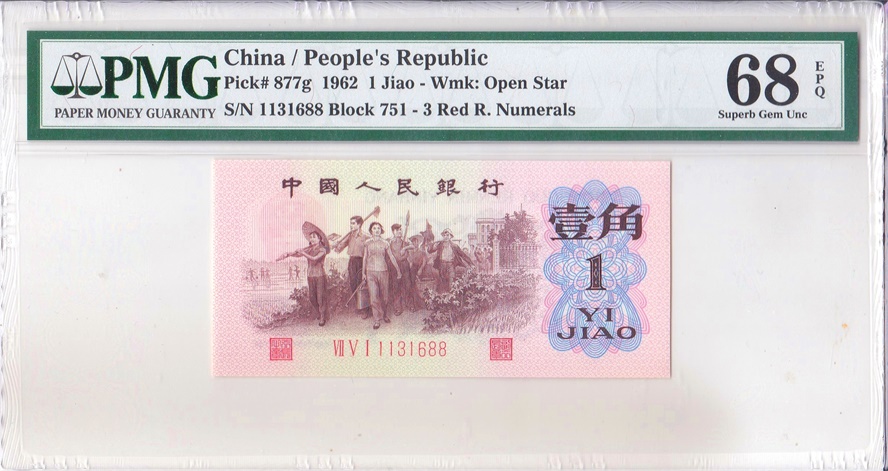 PMG
PAPER MONEY GUARANTY
China / People's Republic
Pick# 877g 1962 1 Jiao - Wmk: Open Star
S/N 1131688 Block 751 - 3 Red R. Numerals
68
EPQ
Superb Gem Unc
中國人民銀行
壹角
1
YI
JIAO
Ⅶ Ⅴ Ⅰ 1131688